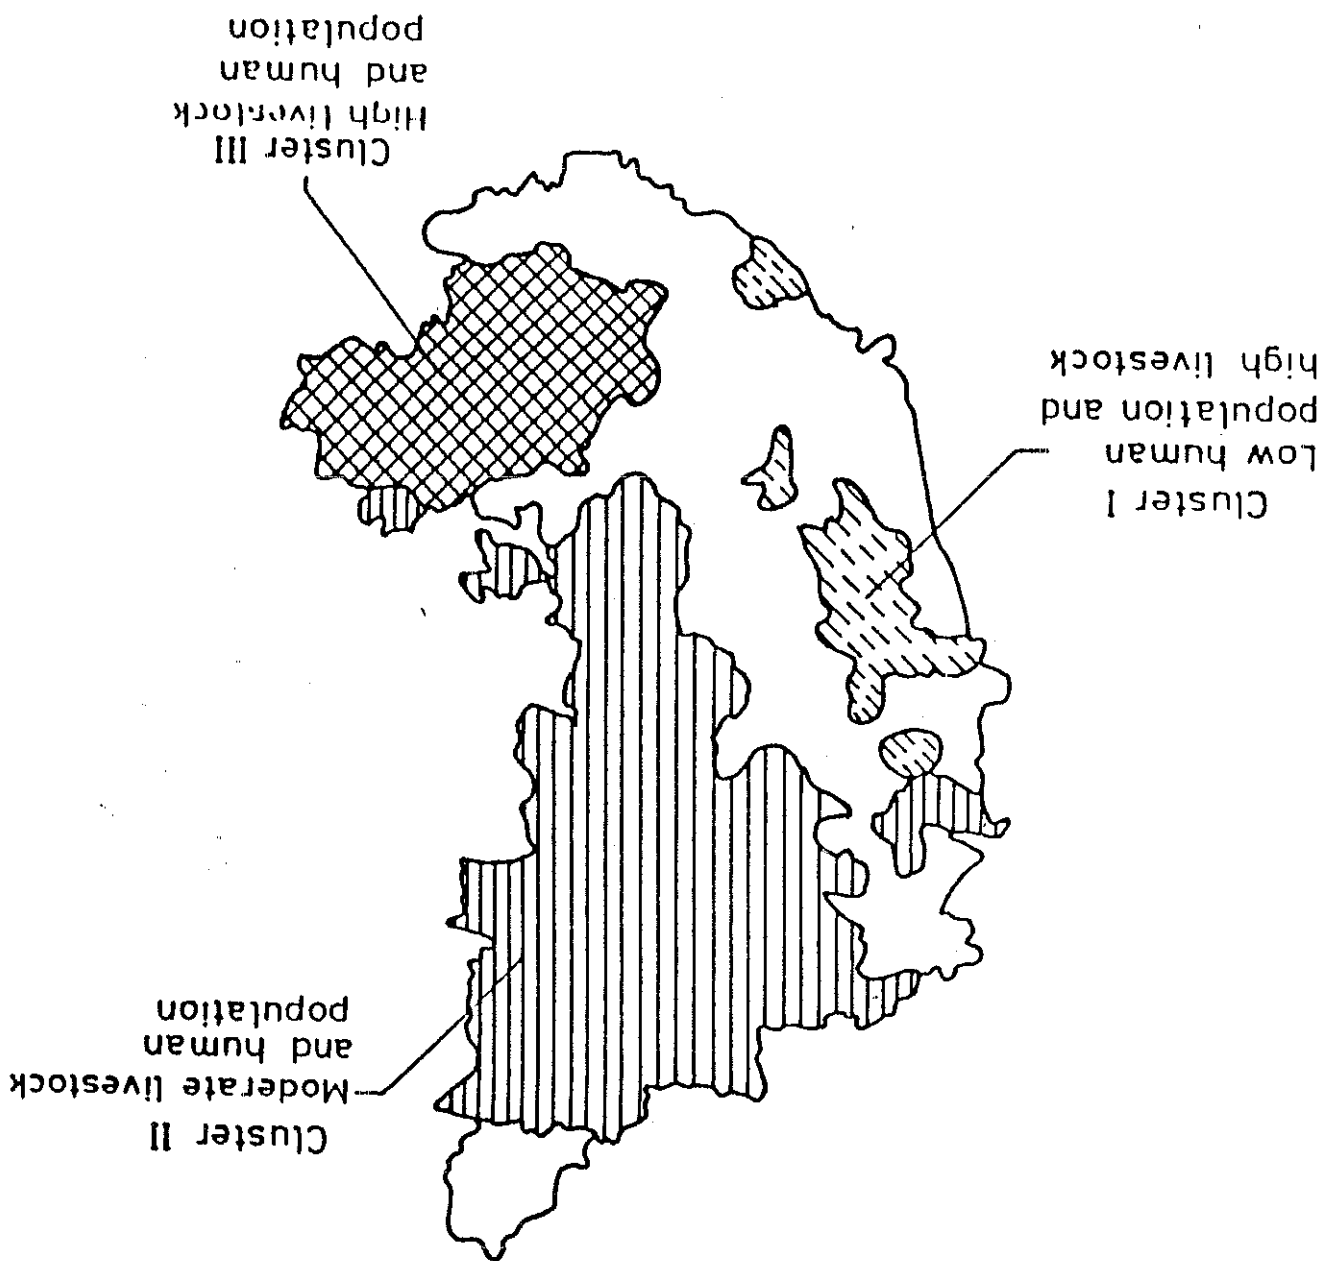 Cluster II
Moderate livestock
and human
population
Cluster I
Low human
population and
high livestock
Cluster III
High livestock
and human
population